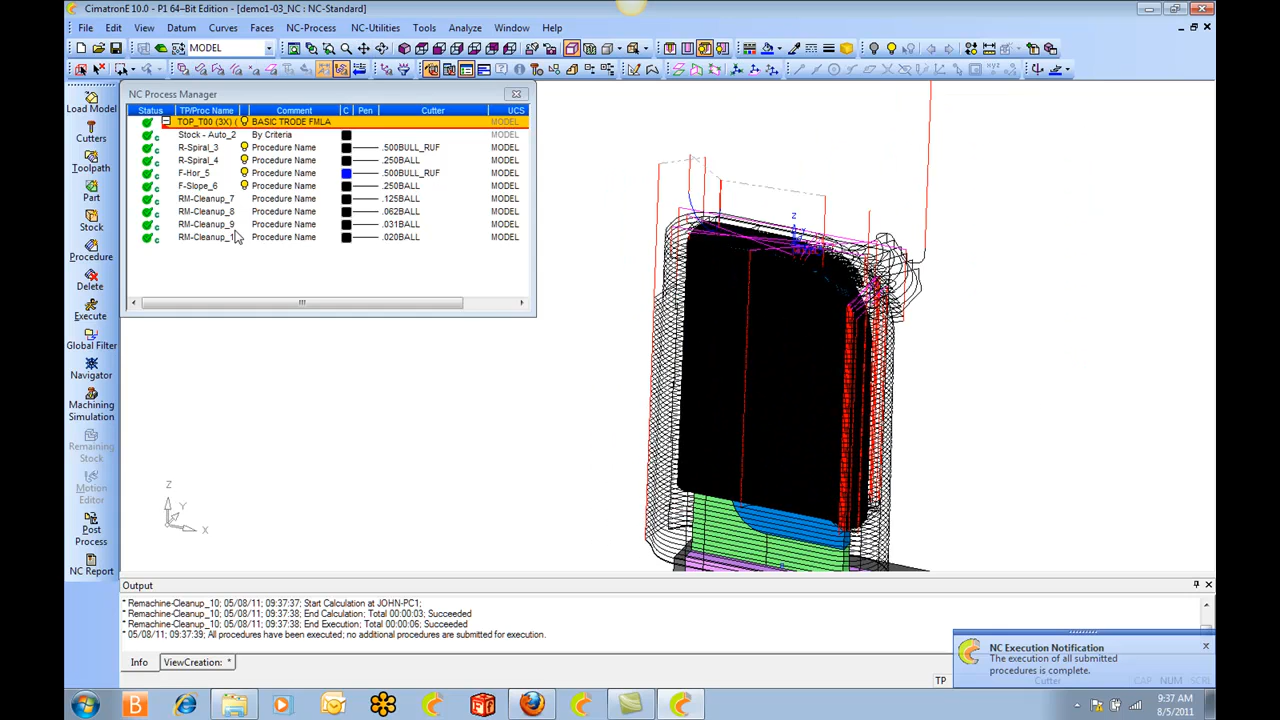 CimatronE 10.0 - P1 64-Bit Edition - [demo1-03_NC : NC-Standard]
File Edit View Datum Curves Faces NC-Process NC-Utilities Tools Analyze Window Help
MODEL
NC Process Manager
Status TP/Proc Name Comment C Pen Cutter UCS
TOP_T00 (3X) ( BASIC TRODE FMLA MODEL
Stock - Auto_2 By Criteria MODEL
R-Spiral_3 Procedure Name .500BULL_RUF MODEL
R-Spiral_4 Procedure Name .250BALL MODEL
F-Hor_5 Procedure Name .500BULL_RUF MODEL
F-Slope_6 Procedure Name .250BALL MODEL
RM-Cleanup_7 Procedure Name .125BALL MODEL
RM-Cleanup_8 Procedure Name .062BALL MODEL
RM-Cleanup_9 Procedure Name .031BALL MODEL
RM-Cleanup_1 Procedure Name .020BALL MODEL
Load Model
Cutters
Toolpath
Part
Stock
Procedure
Delete
Execute
Global Filter
Navigator
Machining
Simulation
Remaining
Stock
Motion
Editor
Post
Process
NC Report
Z
Y
X
Z
Output
* Remachine-Cleanup_10; 05/08/11; 09:37:37; Start Calculation at JOHN-PC1;
* Remachine-Cleanup_10; 05/08/11; 09:37:38; End Calculation; Total 00:00:03; Succeeded
* Remachine-Cleanup_10; 05/08/11; 09:37:38; End Execution; Total 00:00:06; Succeeded
* 05/08/11; 09:37:39; All procedures have been executed; no additional procedures are submitted for execution.
Info ViewCreation: *
NC Execution Notification
The execution of all submitted
procedures is complete.
TP Cutter CAP NUM SCRL
9:37 AM
8/5/2011